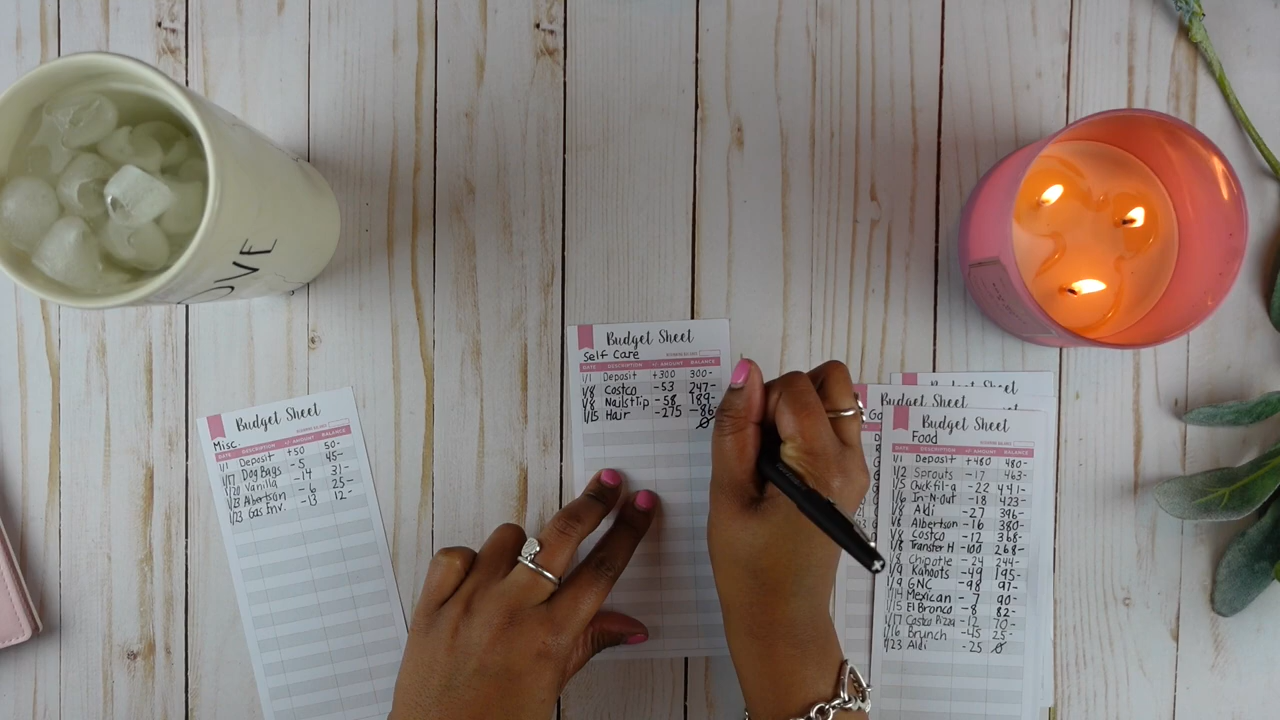 OVE
Budget Sheet
Misc.
DATE DESCRIPTION +/- AMOUNT BALANCE
1/1 Deposit +50 50-
1/17 Dog Bags -5 45-
1/20 Vanilla -14 31-
1/23 Albertson -6 25-
1/23 Gas Inv. -13 12-
Budget Sheet
Self Care
DATE DESCRIPTION +/- AMOUNT BALANCE
1/1 Deposit +300 300-
1/8 Costco -53 247-
1/8 Nails+Tip -58 189-
1/15 Hair -275 -86
Ø
Budget Sheet
Budget Sheet
Go
Budget Sheet
Food
DATE DESCRIPTION +/- AMOUNT BALANCE
1/1 Deposit +480 480-
1/2 Sprouts -17 463-
1/5 Chick-fil-a -22 441-
1/6 In-N-Out -18 423-
1/8 Aldi -27 396-
1/8 Albertson -16 380-
1/8 Costco -12 368-
1/8 Transfer H -100 268-
1/8 Chipotle -24 244-
1/9 Kahoots -49 195-
1/9 GNC -98 97-
1/14 Mexican -7 90-
1/15 El Bronco -8 82-
1/17 Costco Pizza -12 70-
1/16 Brunch -45 25-
1/23 Aldi -25 Ø